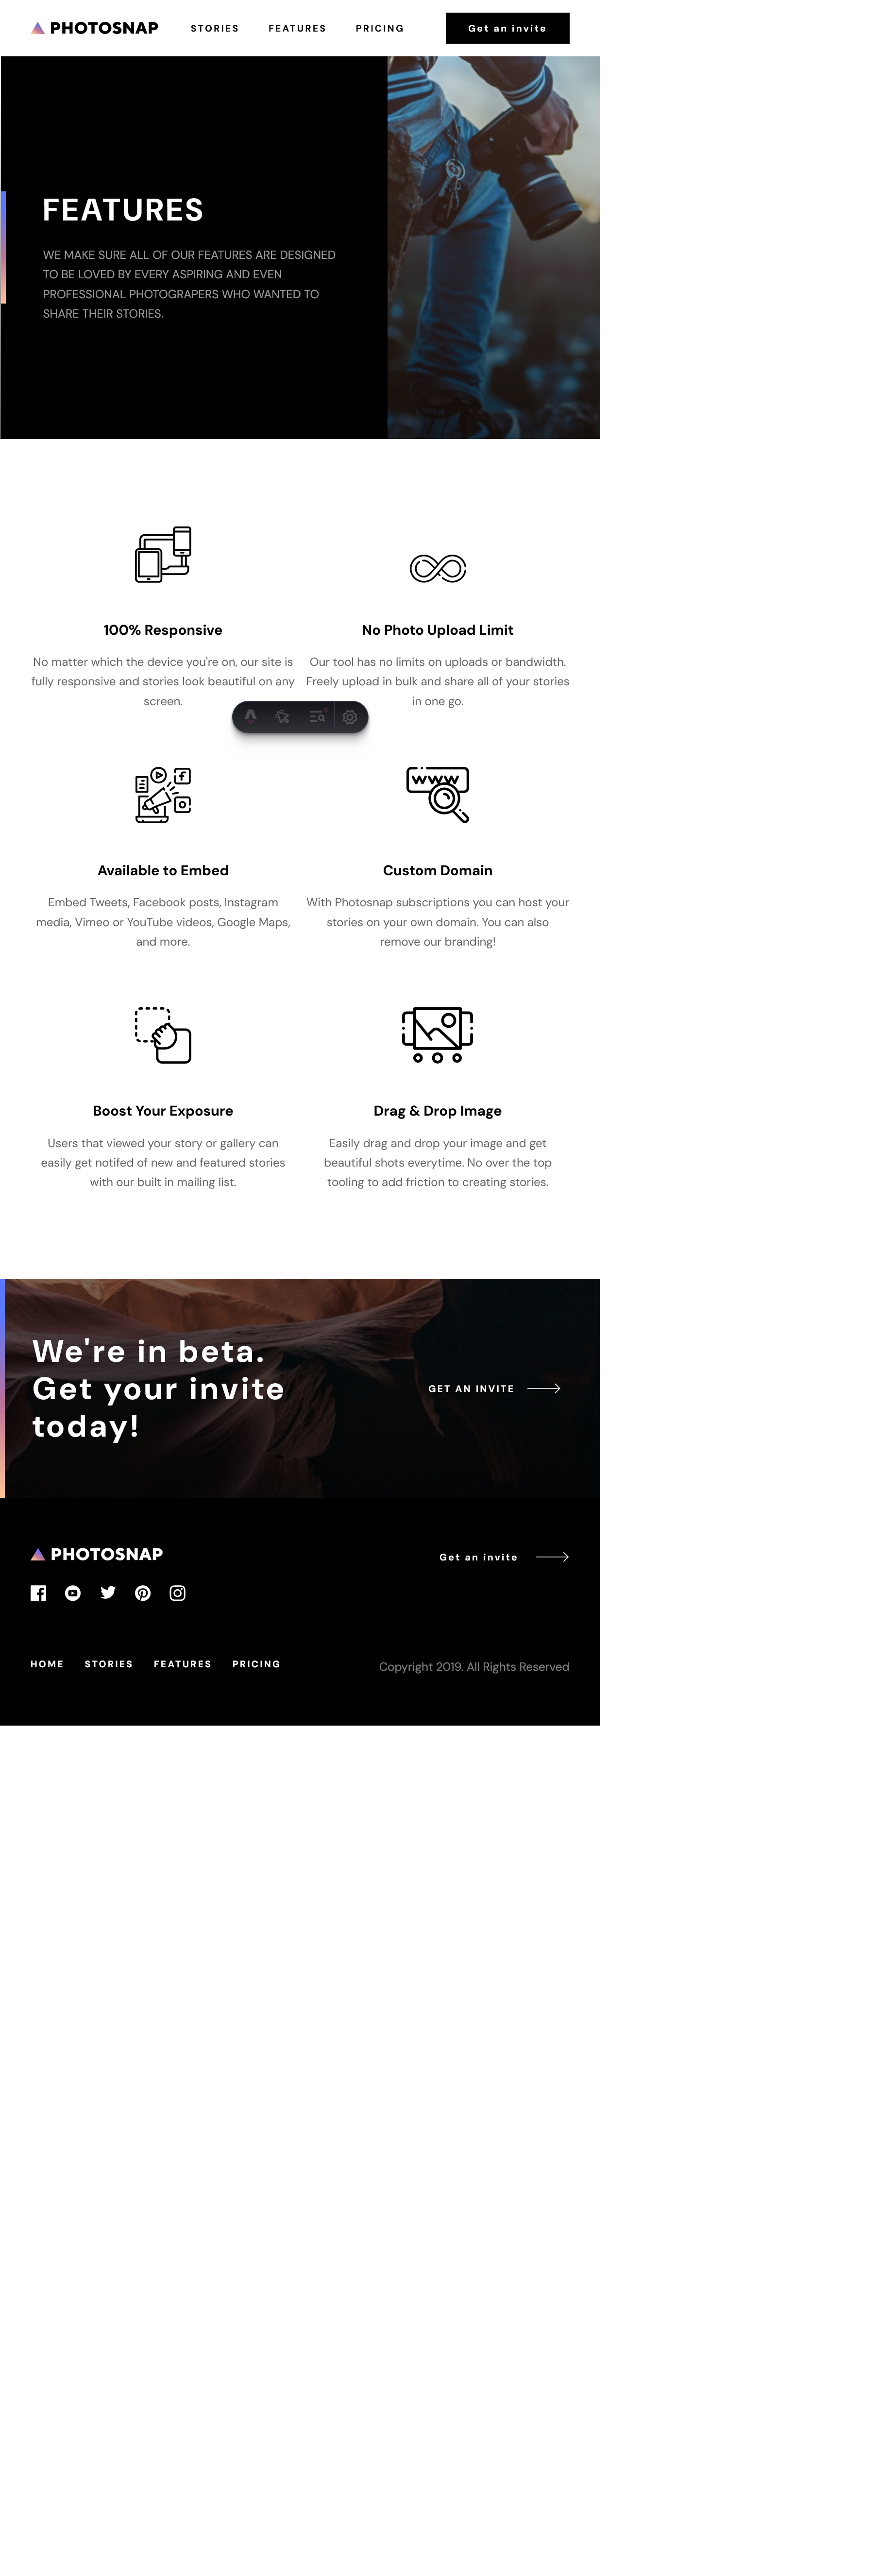 PHOTOSNAP
STORIES
FEATURES
PRICING
Get an invite
FEATURES
WE MAKE SURE ALL OF OUR FEATURES ARE DESIGNED
TO BE LOVED BY EVERY ASPIRING AND EVEN
PROFESSIONAL PHOTOGRAPERS WHO WANTED TO
SHARE THEIR STORIES.
100% Responsive
No matter which the device you're on, our site is
fully responsive and stories look beautiful on any
screen.
No Photo Upload Limit
Our tool has no limits on uploads or bandwidth.
Freely upload in bulk and share all of your stories
in one go.
Available to Embed
Embed Tweets, Facebook posts, Instagram
media, Vimeo or YouTube videos, Google Maps,
and more.
www
Custom Domain
With Photosnap subscriptions you can host your
stories on your own domain. You can also
remove our branding!
Boost Your Exposure
Users that viewed your story or gallery can
easily get notifed of new and featured stories
with our built in mailing list.
Drag & Drop Image
Easily drag and drop your image and get
beautiful shots everytime. No over the top
tooling to add friction to creating stories.
We're in beta.
Get your invite
today!
GET AN INVITE
PHOTOSNAP
Get an invite
HOME
STORIES
FEATURES
PRICING
Copyright 2019. All Rights Reserved